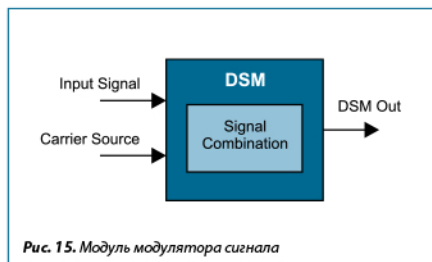 Input Signal
Carrier Source
DSM
Signal
Combination
DSM Out
Рис. 15. Модуль модулятора сигнала